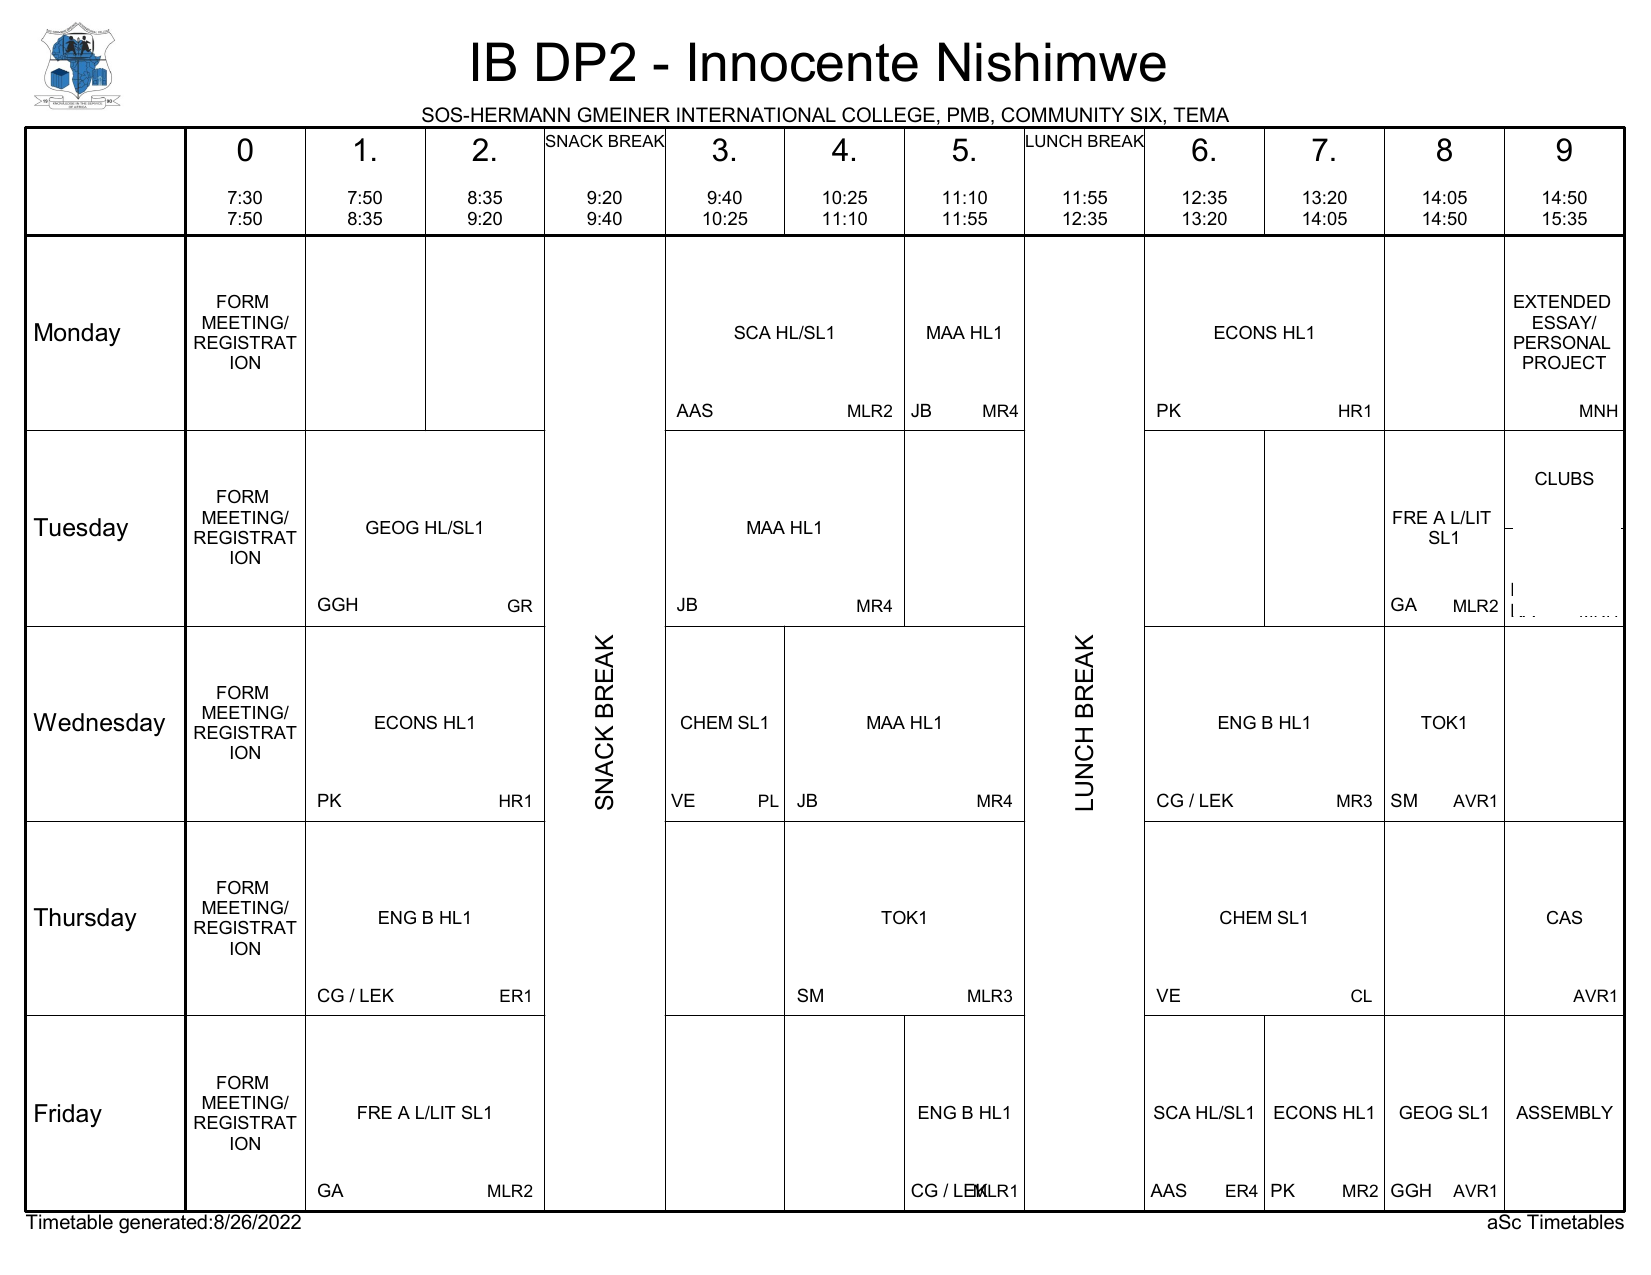 IB DP2 - Innocente Nishimwe
SOS-HERMANN GMEINER INTERNATIONAL COLLEGE, PMB, COMMUNITY SIX, TEMA
0 1. 2. SNACK BREAK 3. 4. 5. LUNCH BREAK 6. 7. 8 9
7:30 7:50 8:35 9:20 9:40 10:25 11:10 11:55 12:35 13:20 14:05 14:50
7:50 8:35 9:20 9:40 10:25 11:10 11:55 12:35 13:20 14:05 14:50 15:35
Monday
FORM
MEETING/
REGISTRAT
ION
SCA HL/SL1
AAS MLR2
MAA HL1
JB MR4
ECONS HL1
PK HR1
EXTENDED
ESSAY/
PERSONAL
PROJECT
MNH
Tuesday
FORM
MEETING/
REGISTRAT
ION
GEOG HL/SL1
GGH GR
MAA HL1
JB MR4
FRE A L/LIT
SL1
GA MLR2
CLUBS
SNACK BREAK
LUNCH BREAK
Wednesday
FORM
MEETING/
REGISTRAT
ION
ECONS HL1
PK HR1
CHEM SL1
VE PL
MAA HL1
JB MR4
ENG B HL1
CG / LEK MR3
TOK1
SM AVR1
Thursday
FORM
MEETING/
REGISTRAT
ION
ENG B HL1
CG / LEK ER1
TOK1
SM MLR3
CHEM SL1
VE CL
CAS
AVR1
Friday
FORM
MEETING/
REGISTRAT
ION
FRE A L/LIT SL1
GA MLR2
ENG B HL1
CG / LEK MLR1
SCA HL/SL1
AAS ER4
ECONS HL1
PK MR2
GEOG SL1
GGH AVR1
ASSEMBLY
Timetable generated:8/26/2022
aSc Timetables